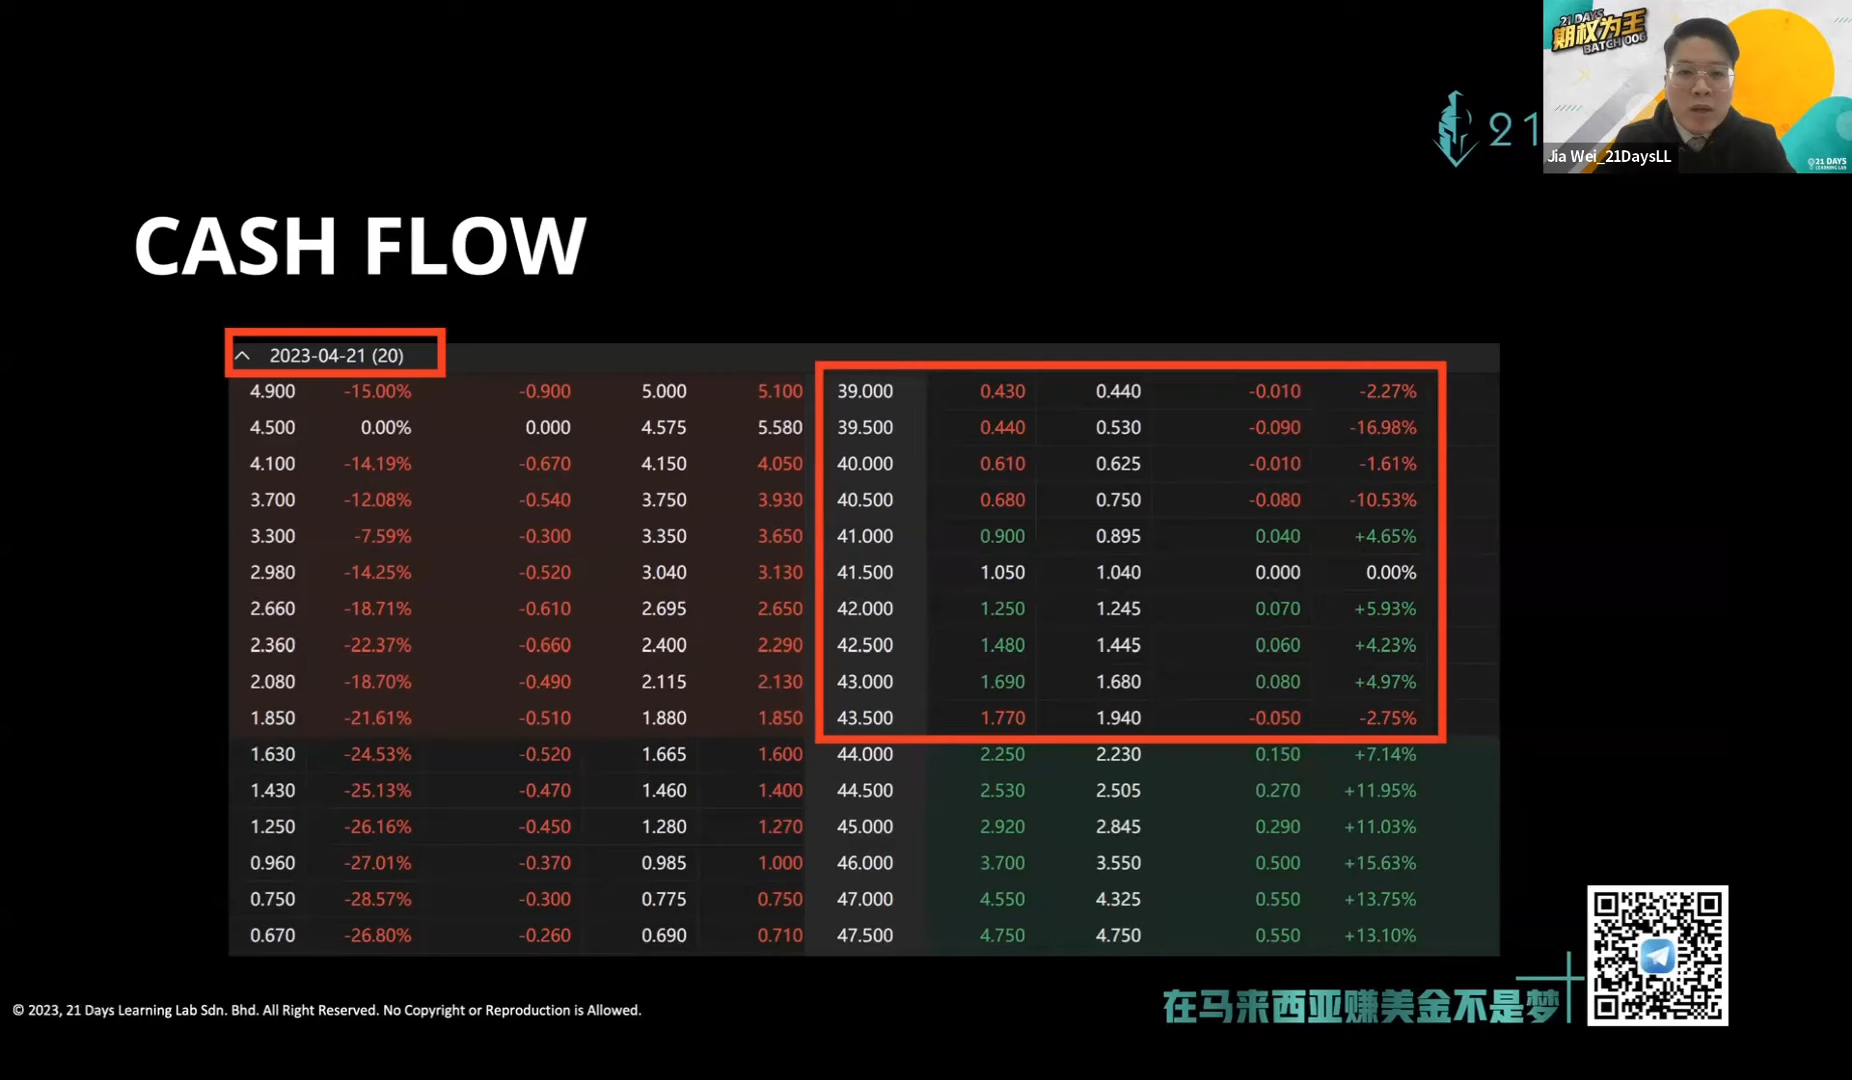 21 DAYS
期权为王
BATCH 006
21
Jia Wei_21DaysLL
21 DAYS
LEARNING LAB
CASH FLOW
2023-04-21 (20)
4.900 -15.00% -0.900 5.000 5.100 39.000 0.430 0.440 -0.010 -2.27%
4.500 0.00% 0.000 4.575 5.580 39.500 0.440 0.530 -0.090 -16.98%
4.100 -14.19% -0.670 4.150 4.050 40.000 0.610 0.625 -0.010 -1.61%
3.700 -12.08% -0.540 3.750 3.930 40.500 0.680 0.750 -0.080 -10.53%
3.300 -7.59% -0.300 3.350 3.650 41.000 0.900 0.895 0.040 +4.65%
2.980 -14.25% -0.520 3.040 3.130 41.500 1.050 1.040 0.000 0.00%
2.660 -18.71% -0.610 2.695 2.650 42.000 1.250 1.245 0.070 +5.93%
2.360 -22.37% -0.660 2.400 2.290 42.500 1.480 1.445 0.060 +4.23%
2.080 -18.70% -0.490 2.115 2.130 43.000 1.690 1.680 0.080 +4.97%
1.850 -21.61% -0.510 1.880 1.850 43.500 1.770 1.940 -0.050 -2.75%
1.630 -24.53% -0.520 1.665 1.600 44.000 2.250 2.230 0.150 +7.14%
1.430 -25.13% -0.470 1.460 1.400 44.500 2.530 2.505 0.270 +11.95%
1.250 -26.16% -0.450 1.280 1.270 45.000 2.920 2.845 0.290 +11.03%
0.960 -27.01% -0.370 0.985 1.000 46.000 3.700 3.550 0.500 +15.63%
0.750 -28.57% -0.300 0.775 0.750 47.000 4.550 4.325 0.550 +13.75%
0.670 -26.80% -0.260 0.690 0.710 47.500 4.750 4.750 0.550 +13.10%
在马来西亚赚美金不是梦
© 2023, 21 Days Learning Lab Sdn. Bhd. All Right Reserved. No Copyright or Reproduction is Allowed.